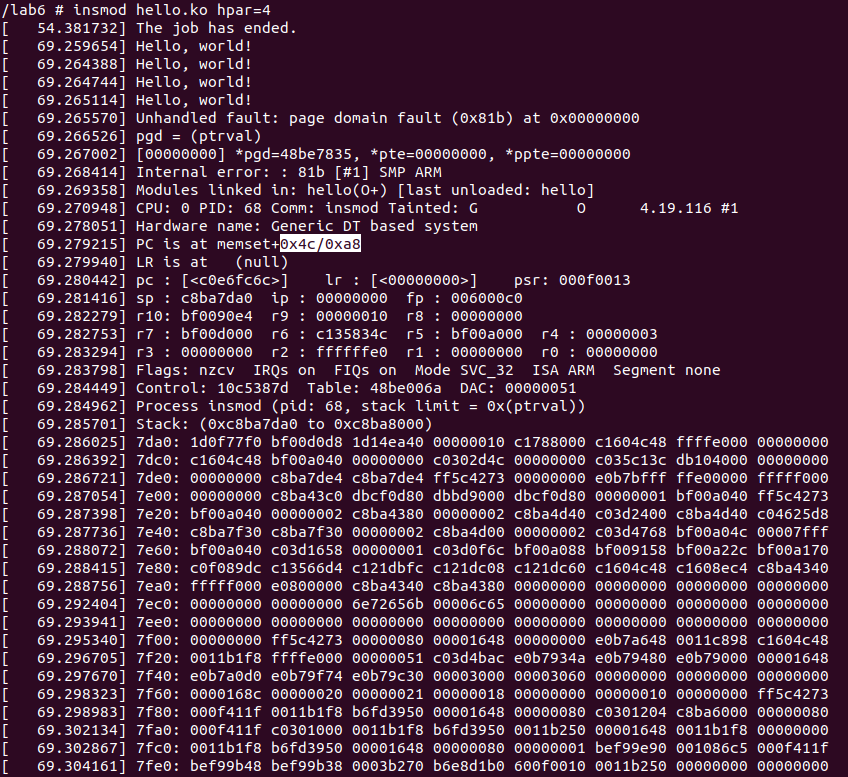 /lab6 # insmod hello.ko hpar=4
[   54.381732] The job has ended.
[   69.259654] Hello, world!
[   69.264388] Hello, world!
[   69.264744] Hello, world!
[   69.265114] Hello, world!
[   69.265570] Unhandled fault: page domain fault (0x81b) at 0x00000000
[   69.266526] pgd = (ptrval)
[   69.267002] [00000000] *pgd=48be7835, *pte=00000000, *ppte=00000000
[   69.268414] Internal error: : 81b [#1] SMP ARM
[   69.269358] Modules linked in: hello(O+) [last unloaded: hello]
[   69.270948] CPU: 0 PID: 68 Comm: insmod Tainted: G           O      4.19.116 #1
[   69.278051] Hardware name: Generic DT based system
[   69.279215] PC is at memset+0x4c/0xa8
[   69.279940] LR is at   (null)
[   69.280442] pc : [<c0e6fc6c>]    lr : [<00000000>]    psr: 000f0013
[   69.281416] sp : c8ba7da0  ip : 00000000  fp : 006000c0
[   69.282279] r10: bf0090e4  r9 : 00000010  r8 : 00000000
[   69.282753] r7 : bf00d000  r6 : c135834c  r5 : bf00a000  r4 : 00000003
[   69.283294] r3 : 00000000  r2 : ffffffe0  r1 : 00000000  r0 : 00000000
[   69.283798] Flags: nzcv  IRQs on  FIQs on  Mode SVC_32  ISA ARM  Segment none
[   69.284449] Control: 10c5387d  Table: 48be006a  DAC: 00000051
[   69.284962] Process insmod (pid: 68, stack limit = 0x(ptrval))
[   69.285701] Stack: (0xc8ba7da0 to 0xc8ba8000)
[   69.286025] 7da0: 1d0f77f0 bf00d0d8 1d14ea40 00000010 c1788000 c1604c48 ffffe000 00000000
[   69.286392] 7dc0: c1604c48 bf00a040 00000000 c0302d4c 00000000 c035c13c db104000 00000000
[   69.286721] 7de0: 00000000 c8ba7de4 c8ba7de4 ff5c4273 00000000 e0b7bfff ffe00000 fffff000
[   69.287054] 7e00: 00000000 c8ba43c0 dbcf0d80 dbbd9000 dbcf0d80 00000001 bf00a040 ff5c4273
[   69.287398] 7e20: bf00a040 00000002 c8ba4380 00000002 c8ba4d40 c03d2400 c8ba4d40 c04625d8
[   69.287736] 7e40: c8ba7f30 c8ba7f30 00000002 c8ba4d00 00000002 c03d4768 bf00a04c 00007fff
[   69.288072] 7e60: bf00a040 c03d1658 00000001 c03d0f6c bf00a088 bf009158 bf00a22c bf00a170
[   69.288415] 7e80: c0f089dc c13566d4 c121dbfc c121dc08 c121dc60 c1604c48 c1608ec4 c8ba4340
[   69.288756] 7ea0: fffff000 e0800000 c8ba4340 c8ba4380 00000000 00000000 00000000 00000000
[   69.292404] 7ec0: 00000000 00000000 6e72656b 00006c65 00000000 00000000 00000000 00000000
[   69.293941] 7ee0: 00000000 00000000 00000000 00000000 00000000 00000000 00000000 00000000
[   69.295340] 7f00: 00000000 ff5c4273 00000080 00001648 00000000 e0b7a648 0011c898 c1604c48
[   69.296705] 7f20: 0011b1f8 ffffe000 00000051 c03d4bac e0b7934a e0b79480 e0b79000 00001648
[   69.297670] 7f40: e0b7a0d0 e0b79f74 e0b79c30 00003000 00003060 00000000 00000000 00000000
[   69.298323] 7f60: 0000168c 00000020 00000021 00000018 00000000 00000010 00000000 ff5c4273
[   69.298983] 7f80: 000f411f 0011b1f8 b6fd3950 00001648 00000080 c0301204 c8ba6000 00000080
[   69.302134] 7fa0: 000f411f c0301000 0011b1f8 b6fd3950 0011b250 00001648 0011b1f8 00000000
[   69.302867] 7fc0: 0011b1f8 b6fd3950 00001648 00000080 00000001 bef99e90 001086c5 000f411f
[   69.304161] 7fe0: bef99b48 bef99b38 0003b270 b6e8d1b0 600f0010 0011b250 00000000 00000000